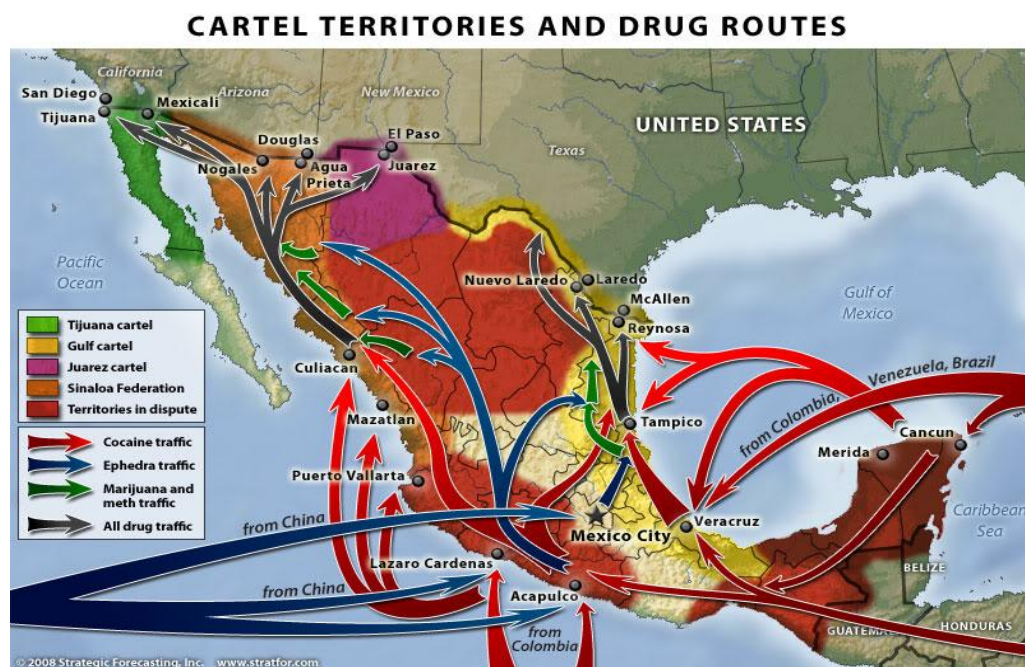 CARTEL TERRITORIES AND DRUG ROUTES
California
Arizona
New Mexico
San Diego
Tijuana
Mexicali
Douglas
El Paso
Nogales
Agua
Prieta
Juarez
Texas
UNITED STATES
Pacific
Ocean
Nuevo Laredo
Laredo
McAllen
Reynosa
Gulf of
Mexico
Tijuana cartel
Gulf cartel
Juarez cartel
Sinaloa Federation
Territories in dispute
Culiacan
Mazatlan
Tampico
from Colombia,
Venezuela, Brazil
Cancun
Merida
Cocaine traffic
Ephedra traffic
Marijuana and
meth traffic
All drug traffic
Puerto Vallarta
from China
Mexico City
Veracruz
Caribbean
Sea
Lazaro Cardenas
from China
Acapulco
from
Colombia
BELIZE
GUATEMALA
HONDURAS
© 2008 Strategic Forecasting, Inc. www.stratfor.com